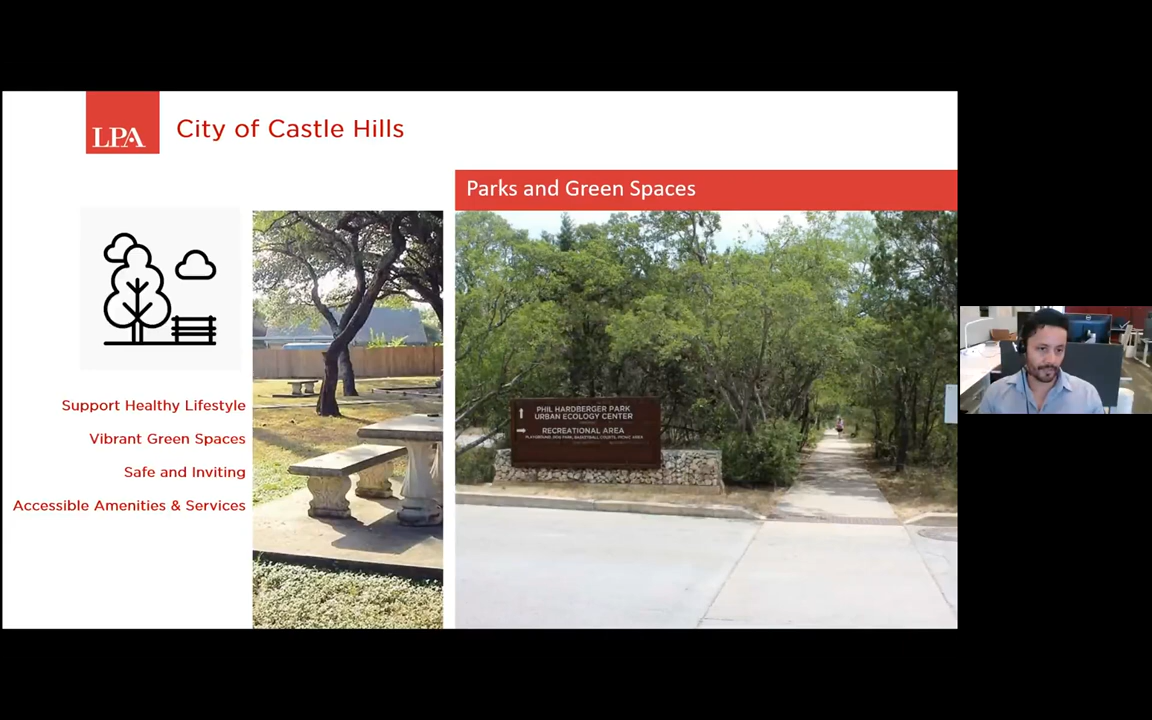 LPA
City of Castle Hills
Parks and Green Spaces
Support Healthy Lifestyle
Vibrant Green Spaces
Safe and Inviting
Accessible Amenities & Services
PHIL HARDBERGER PARK
URBAN ECOLOGY CENTER
RECREATIONAL AREA
PLAYGROUND, DOG PARK, BASKETBALL COURTS, PICNIC AREA